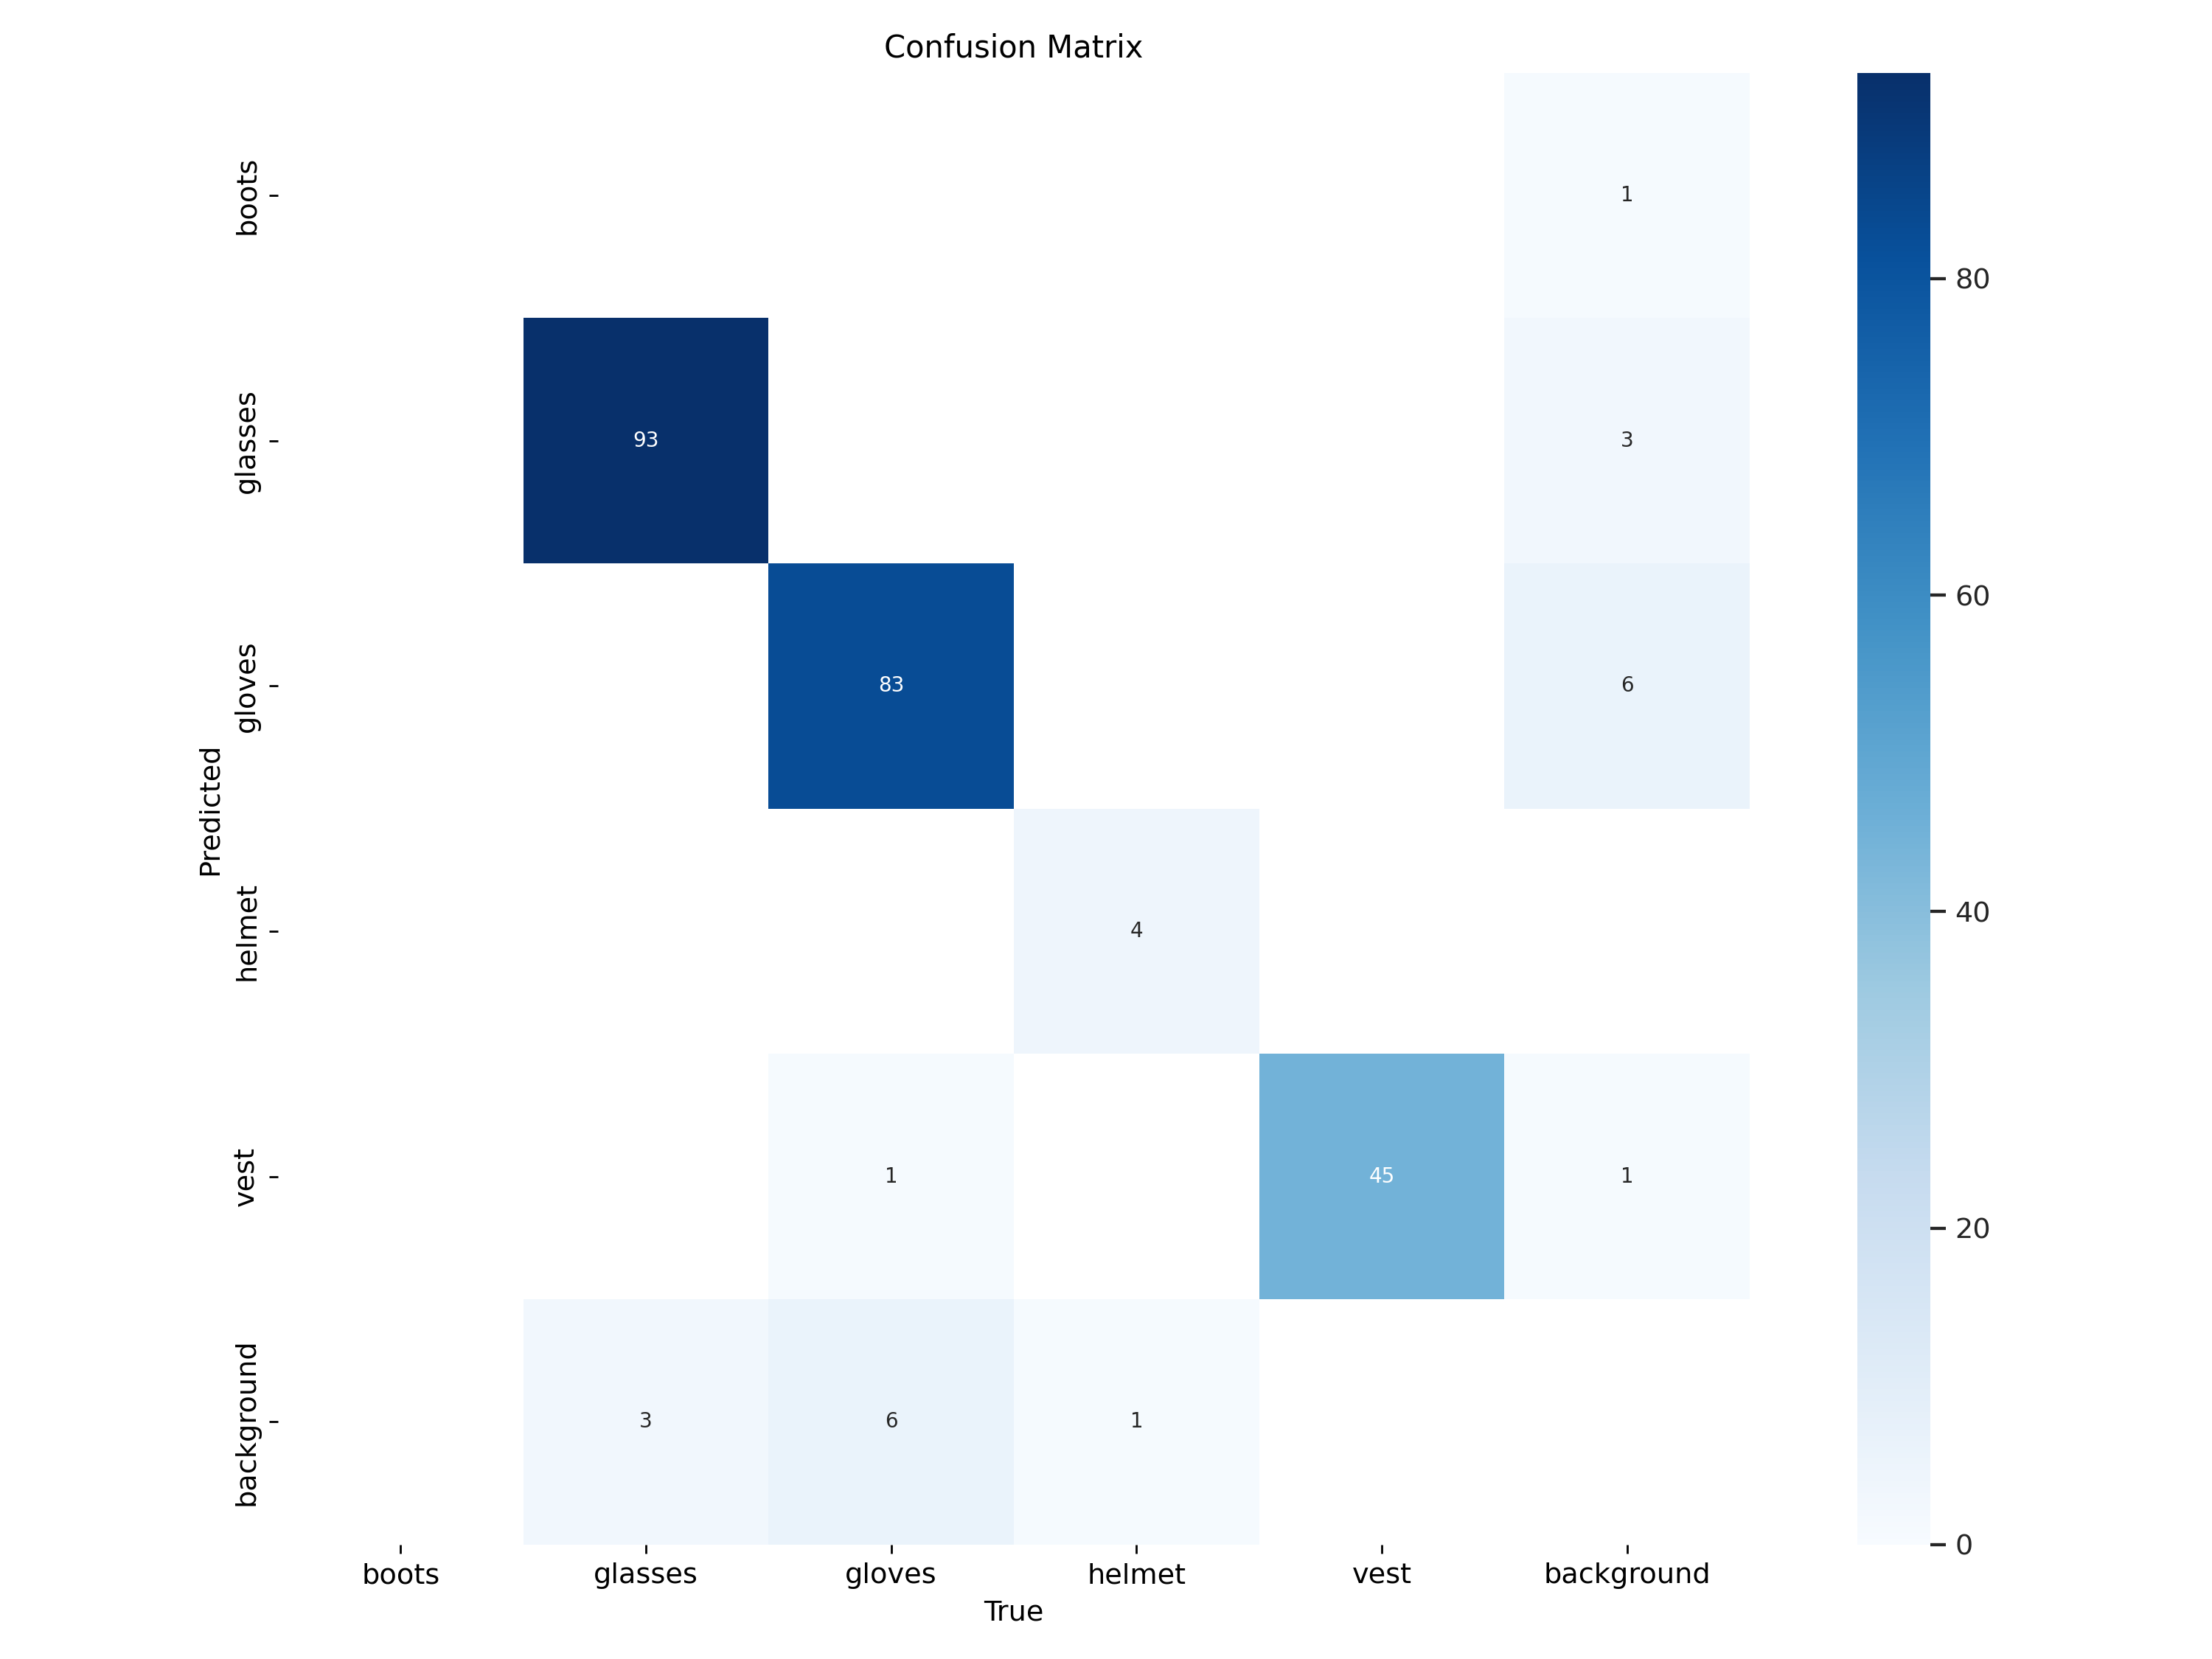 Confusion Matrix
boots
1
80
glasses
93
3
60
gloves
83
6
Predicted
helmet
4
40
vest
1
45
1
20
background
3
6
1
0
boots glasses gloves helmet vest background
True